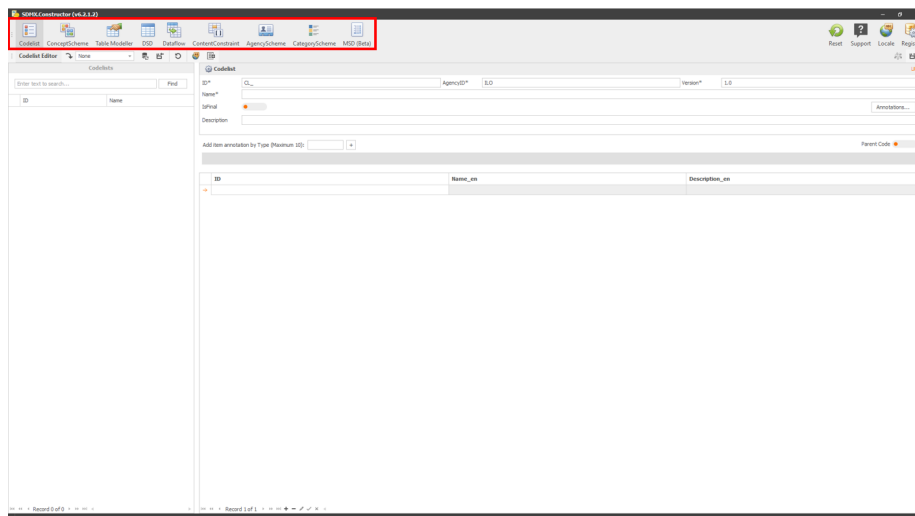 SDMX.Constructor (v6.2.1.2)
Codelist ConceptScheme Table Modeller DSD Dataflow ContentConstraint AgencyScheme CategoryScheme MSD (Beta) Reset Support Locale Regis
Codelist Editor None
Codelists
Codelist
Enter text to search... Find
ID* CL_ AgencyID* ILO Version* 1.0
Name*
ID Name
IsFinal Annotations...
Description
Add item annotation by Type (Maximum 10): + Parent Code
ID Name_en Description_en
Record 0 of 0 Record 1 of 1